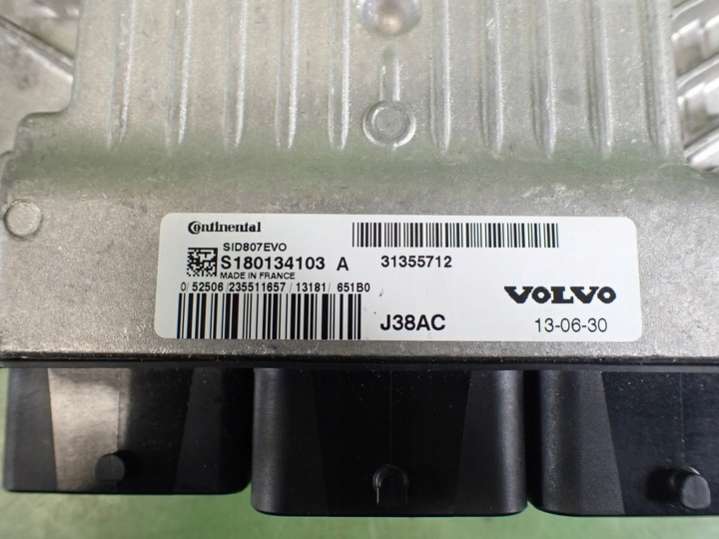 Continental
SID807EVO
S180134103 A
MADE IN FRANCE
0/ 52506 /235511657 /13181/ 651B0
31355712
VOLVO
J38AC
13-06-30